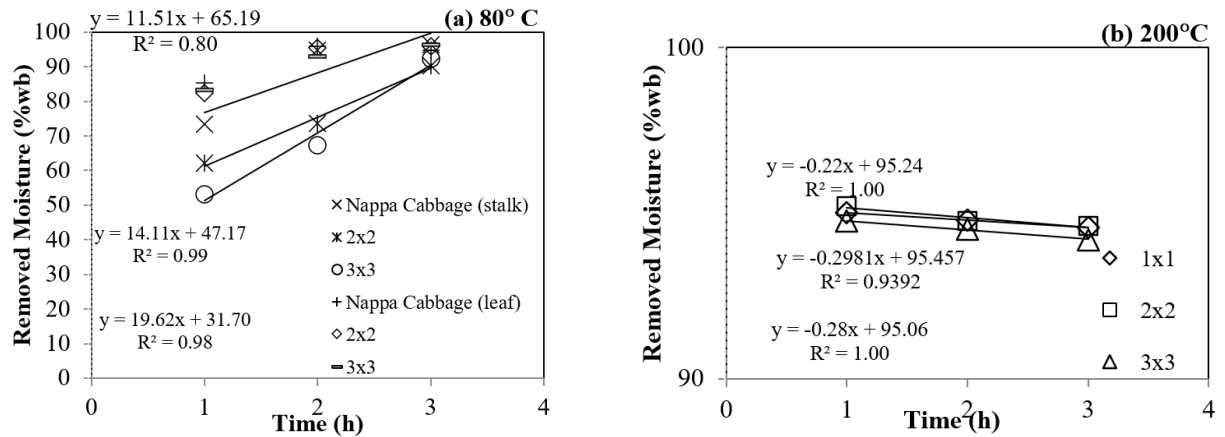 y = 11.51x + 65.19
R² = 0.80
(a) 80° C
Removed Moisture (%wb)
100
90
80
70
60
50
40
30
20
10
0
× Nappa Cabbage (stalk)
2x2
3x3
+ Nappa Cabbage (leaf)
2x2
3x3
y = 14.11x + 47.17
R² = 0.99
y = 19.62x + 31.70
R² = 0.98
0 1 2 3 4
Time (h)
(b) 200°C
Removed Moisture (%wb)
100
90
y = -0.22x + 95.24
R² = 1.00
y = -0.2981x + 95.457
R² = 0.9392
y = -0.28x + 95.06
R² = 1.00
1x1
2x2
3x3
0 1 2 3 4
Time (h)